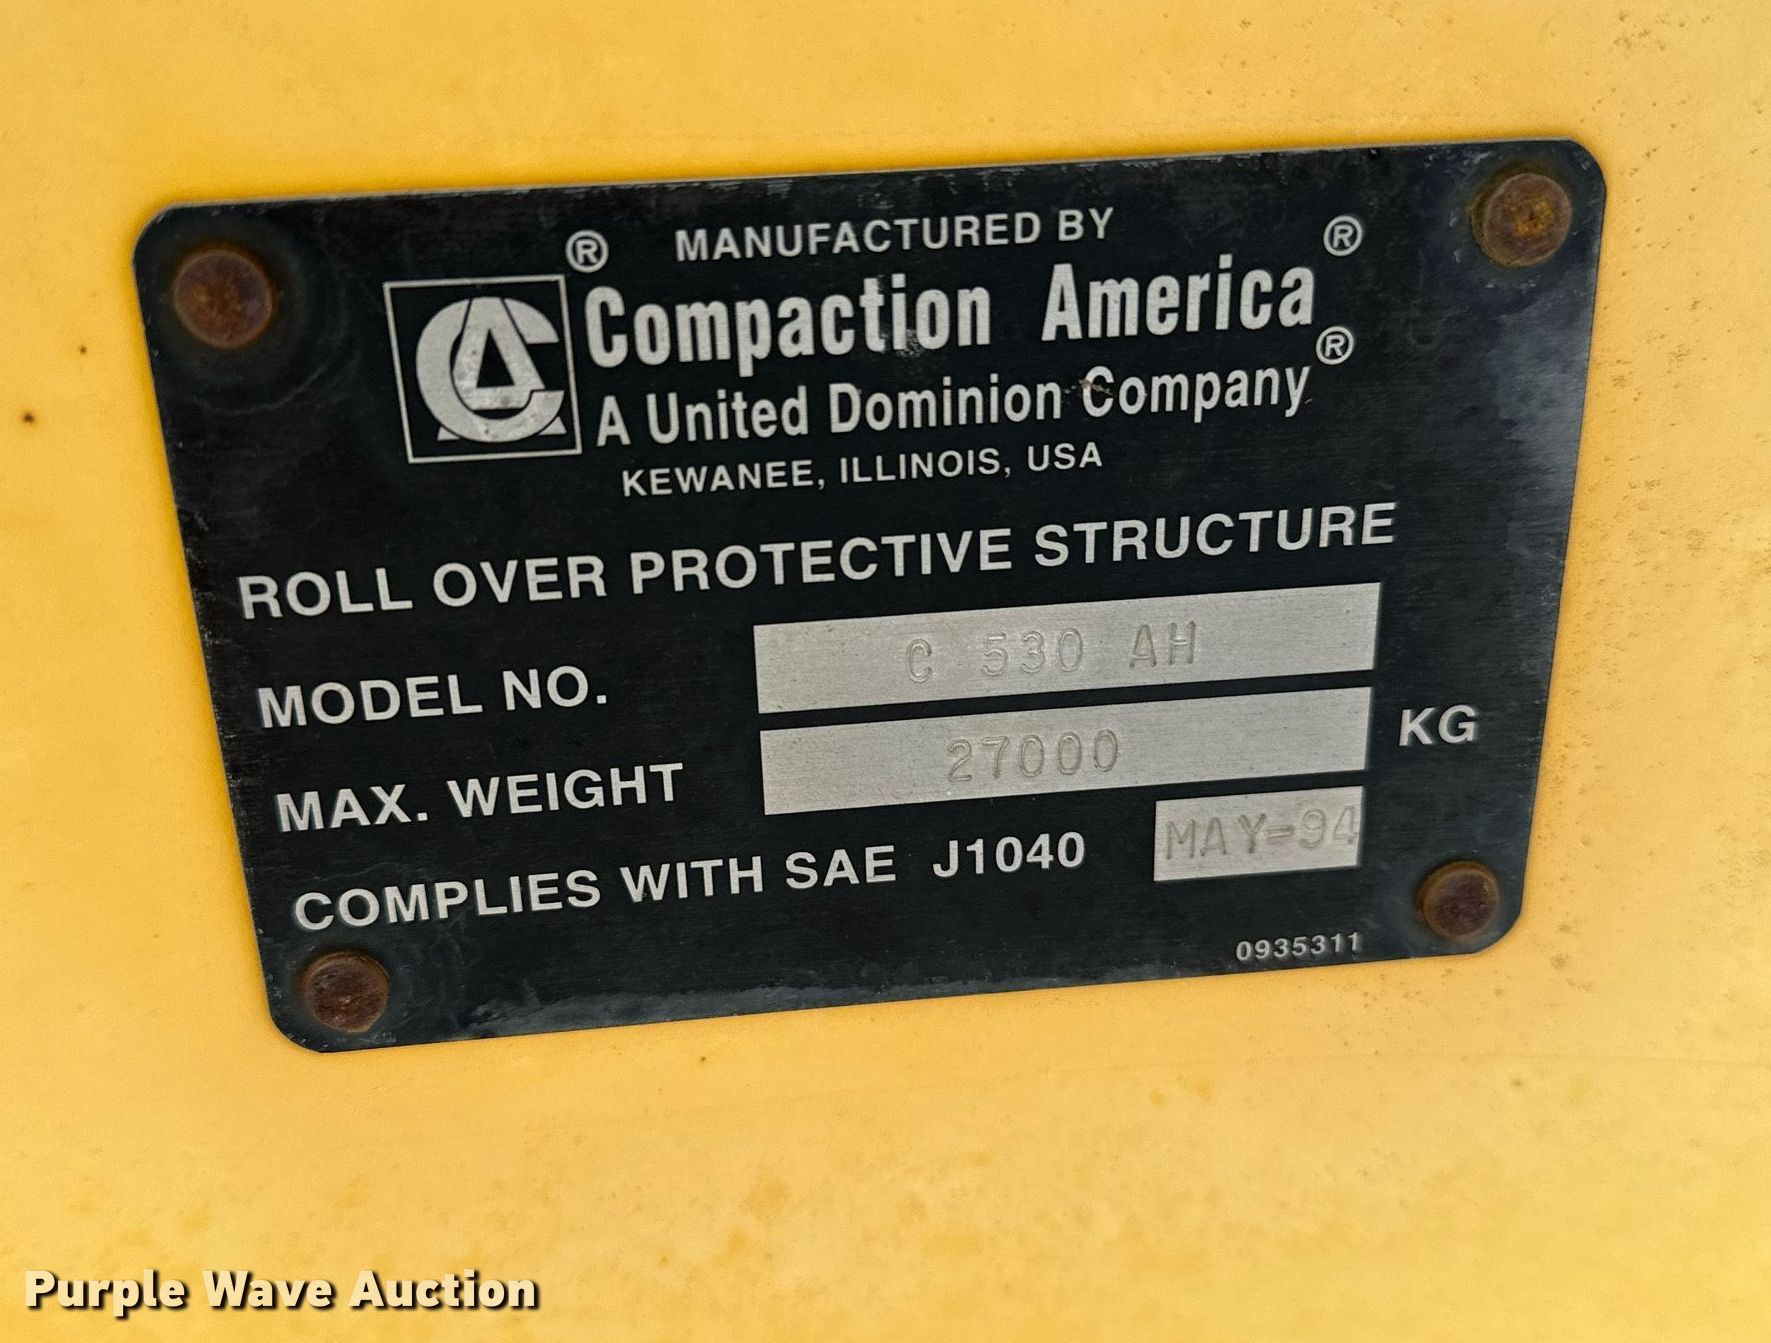 ® MANUFACTURED BY ®
CA Compaction America
A United Dominion Company ®
KEWANEE, ILLINOIS, USA
ROLL OVER PROTECTIVE STRUCTURE
MODEL NO. C 530 AH
MAX. WEIGHT 27000 KG
COMPLIES WITH SAE J1040 MAY-94
0935311
Purple Wave Auction